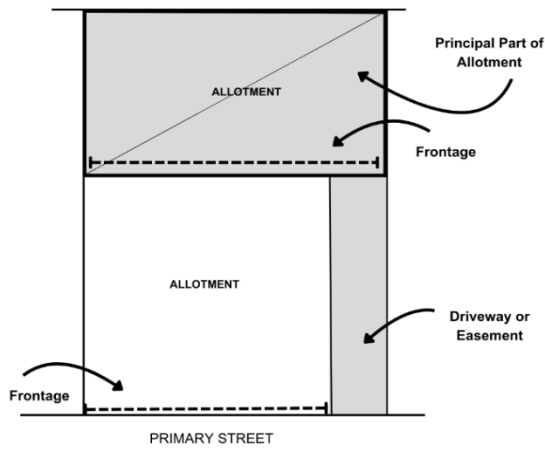 Principal Part of
Allotment
ALLOTMENT
Frontage
ALLOTMENT
Driveway or
Easement
Frontage
PRIMARY STREET